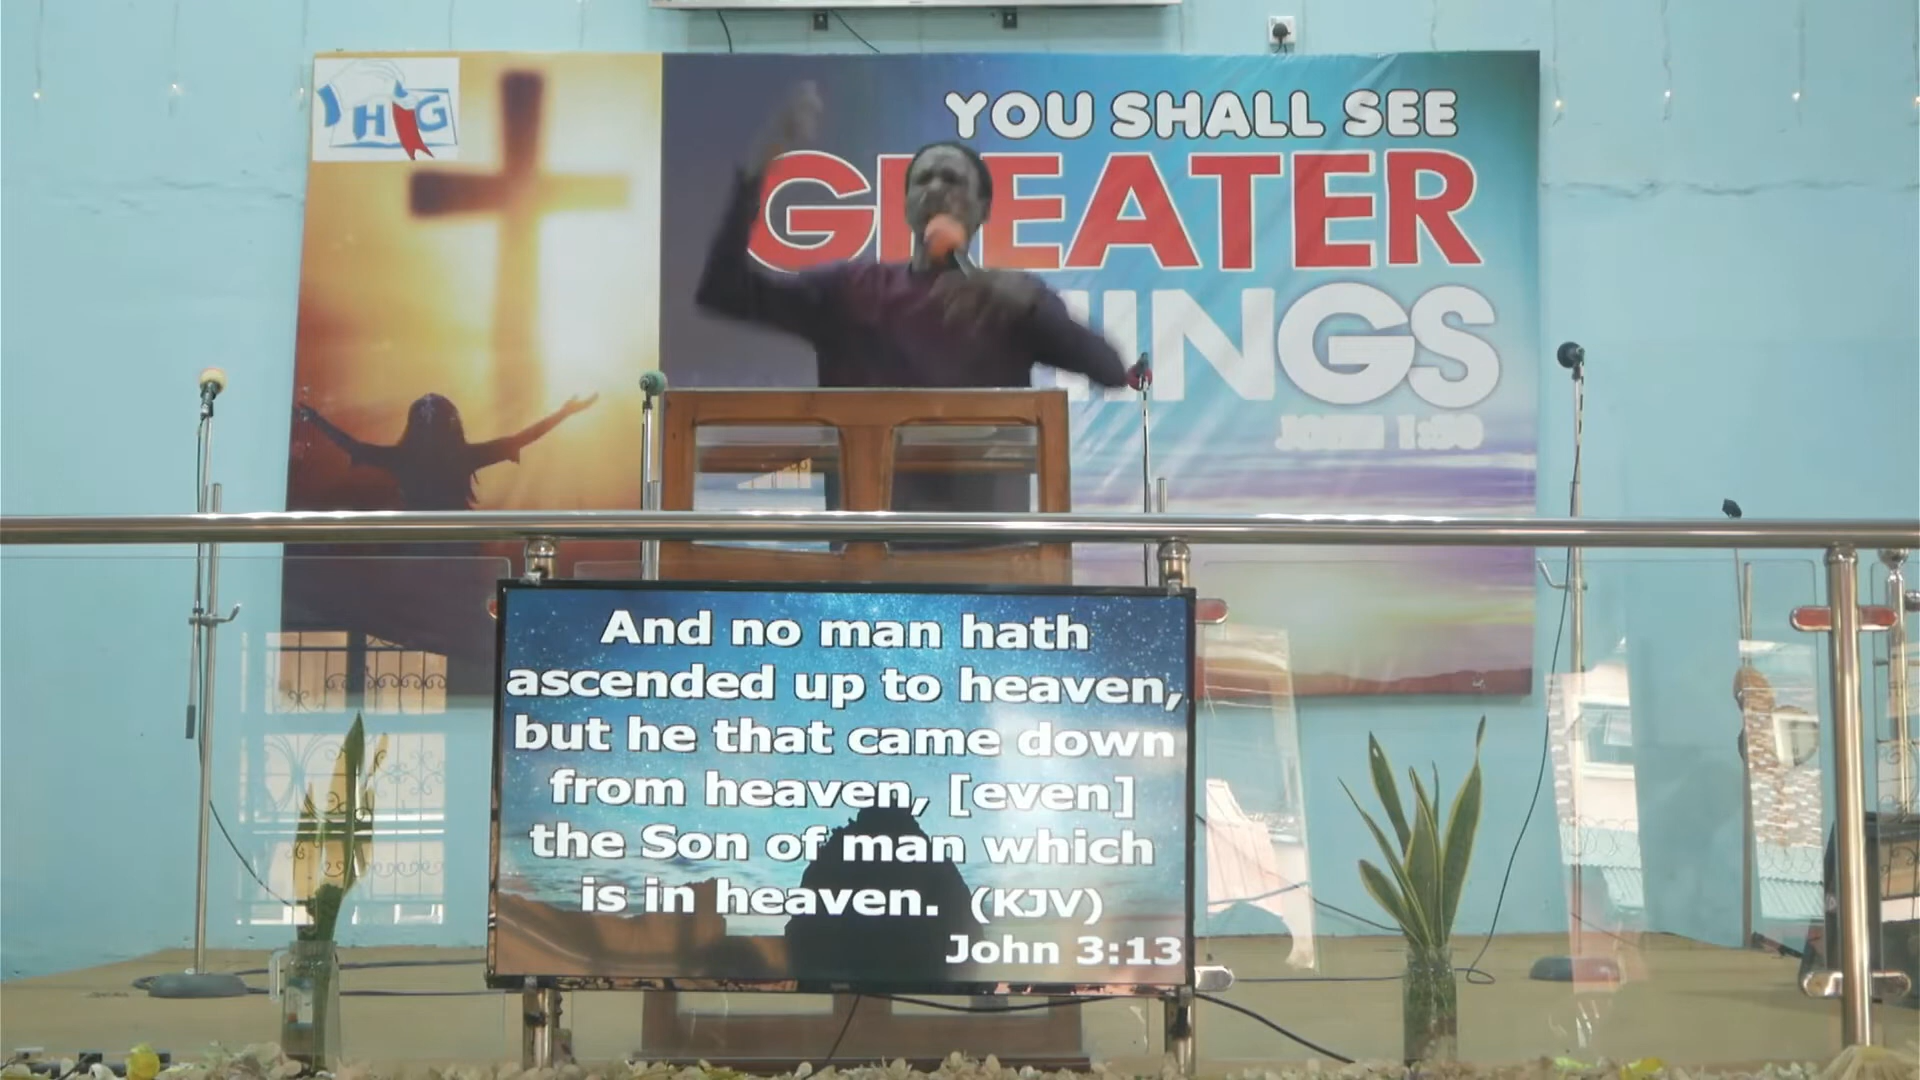 HG
YOU SHALL SEE
GREATER
THINGS
And no man hath
ascended up to heaven,
but he that came down
from heaven, [even]
the Son of man which
is in heaven. (KJV)
John 3:13